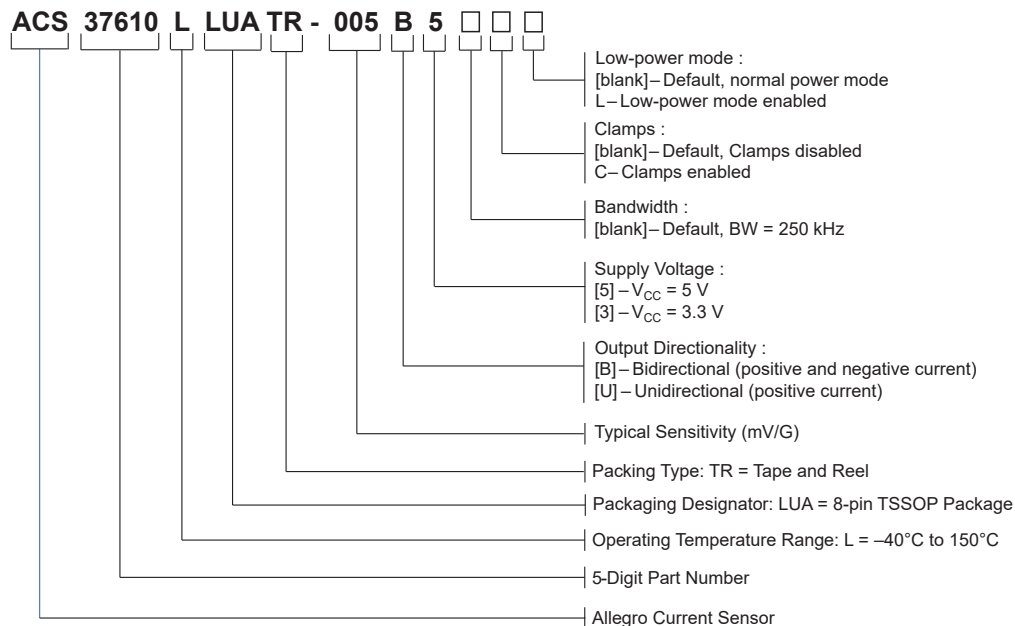 ACS 37610 L LUA TR - 005 B 5 □ □ □
Low-power mode :
[blank] – Default, normal power mode
L – Low-power mode enabled
Clamps :
[blank] – Default, Clamps disabled
C – Clamps enabled
Bandwidth :
[blank] – Default, BW = 250 kHz
Supply Voltage :
[5] – VCC = 5 V
[3] – VCC = 3.3 V
Output Directionality :
[B] – Bidirectional (positive and negative current)
[U] – Unidirectional (positive current)
Typical Sensitivity (mV/G)
Packing Type: TR = Tape and Reel
Packaging Designator: LUA = 8-pin TSSOP Package
Operating Temperature Range: L = –40°C to 150°C
5-Digit Part Number
Allegro Current Sensor